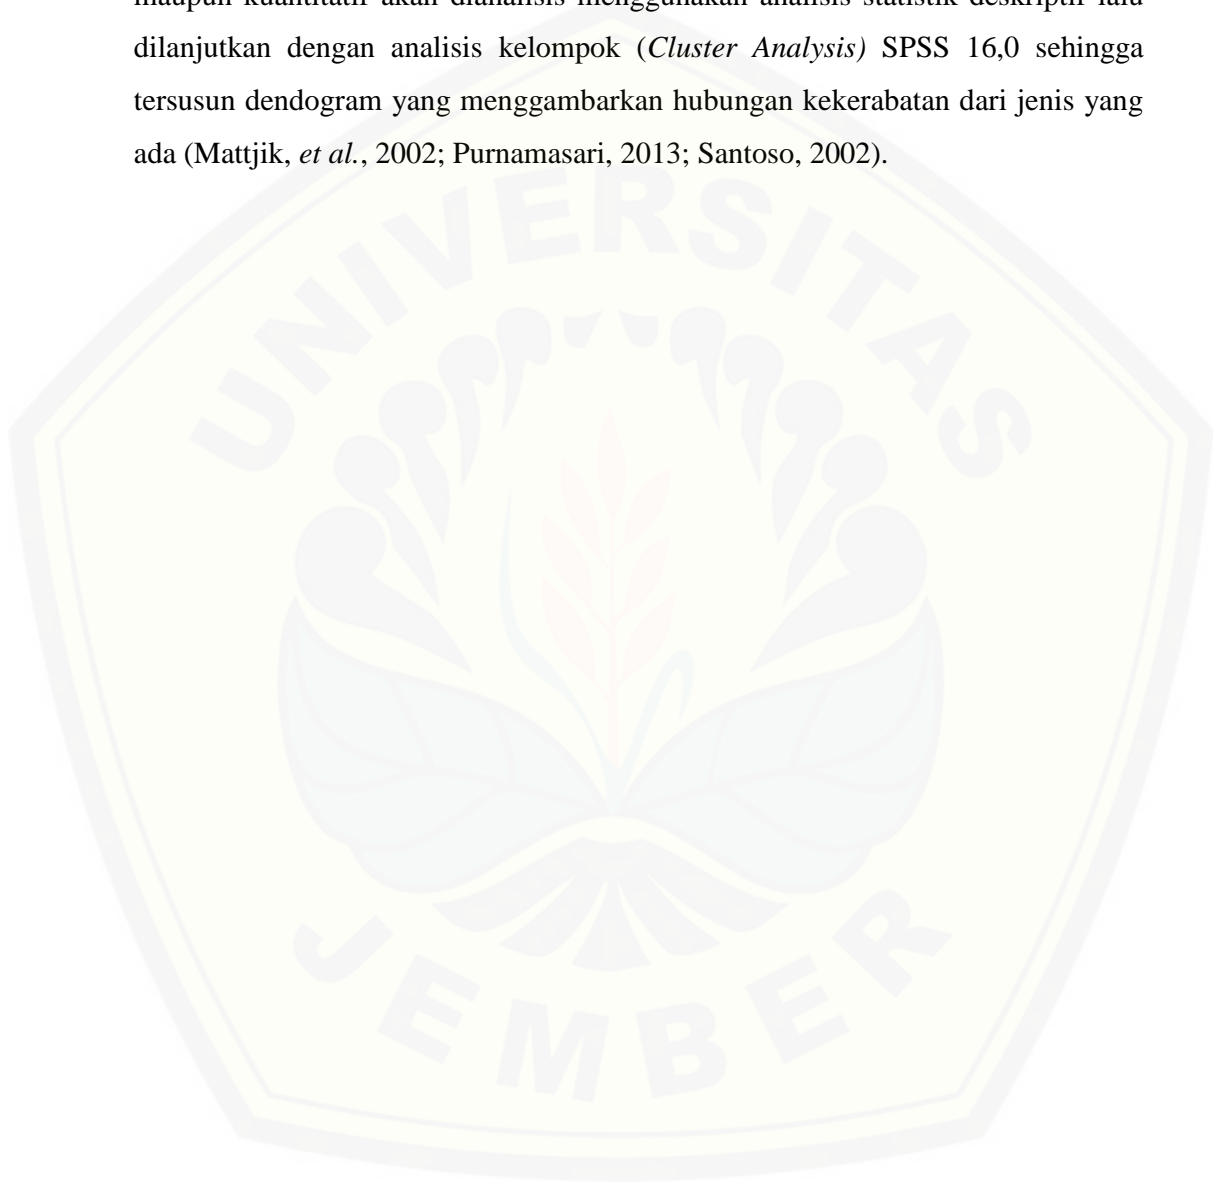 maupun kuantitatif akan dianalisis menggunakan analisis statistik deskriptif lalu
dilanjutkan dengan analisis kelompok (Cluster Analysis) SPSS 16,0 sehingga
tersusun dendogram yang menggambarkan hubungan kekerabatan dari jenis yang
ada (Mattjik, et al., 2002; Purnamasari, 2013; Santoso, 2002).
UNIVERSITAS
JEMBER